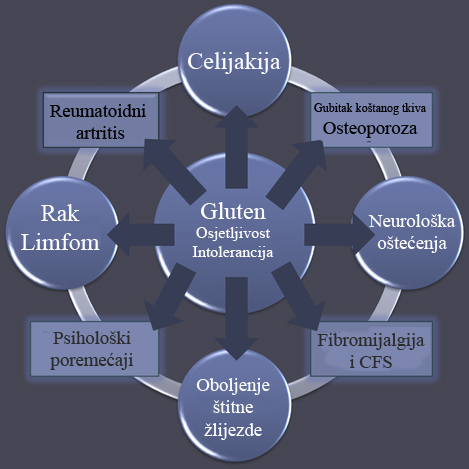 Celijakija
Reumatoidni
artritis
Gubitak koštanog tkiva
Osteoporoza
Rak
Limfom
Gluten
Osjetljivost
Intolerancija
Neurološka
oštećenja
Psihološki
poremećaji
Fibromijalgija
i CFS
Oboljenje
štitne
žlijezde